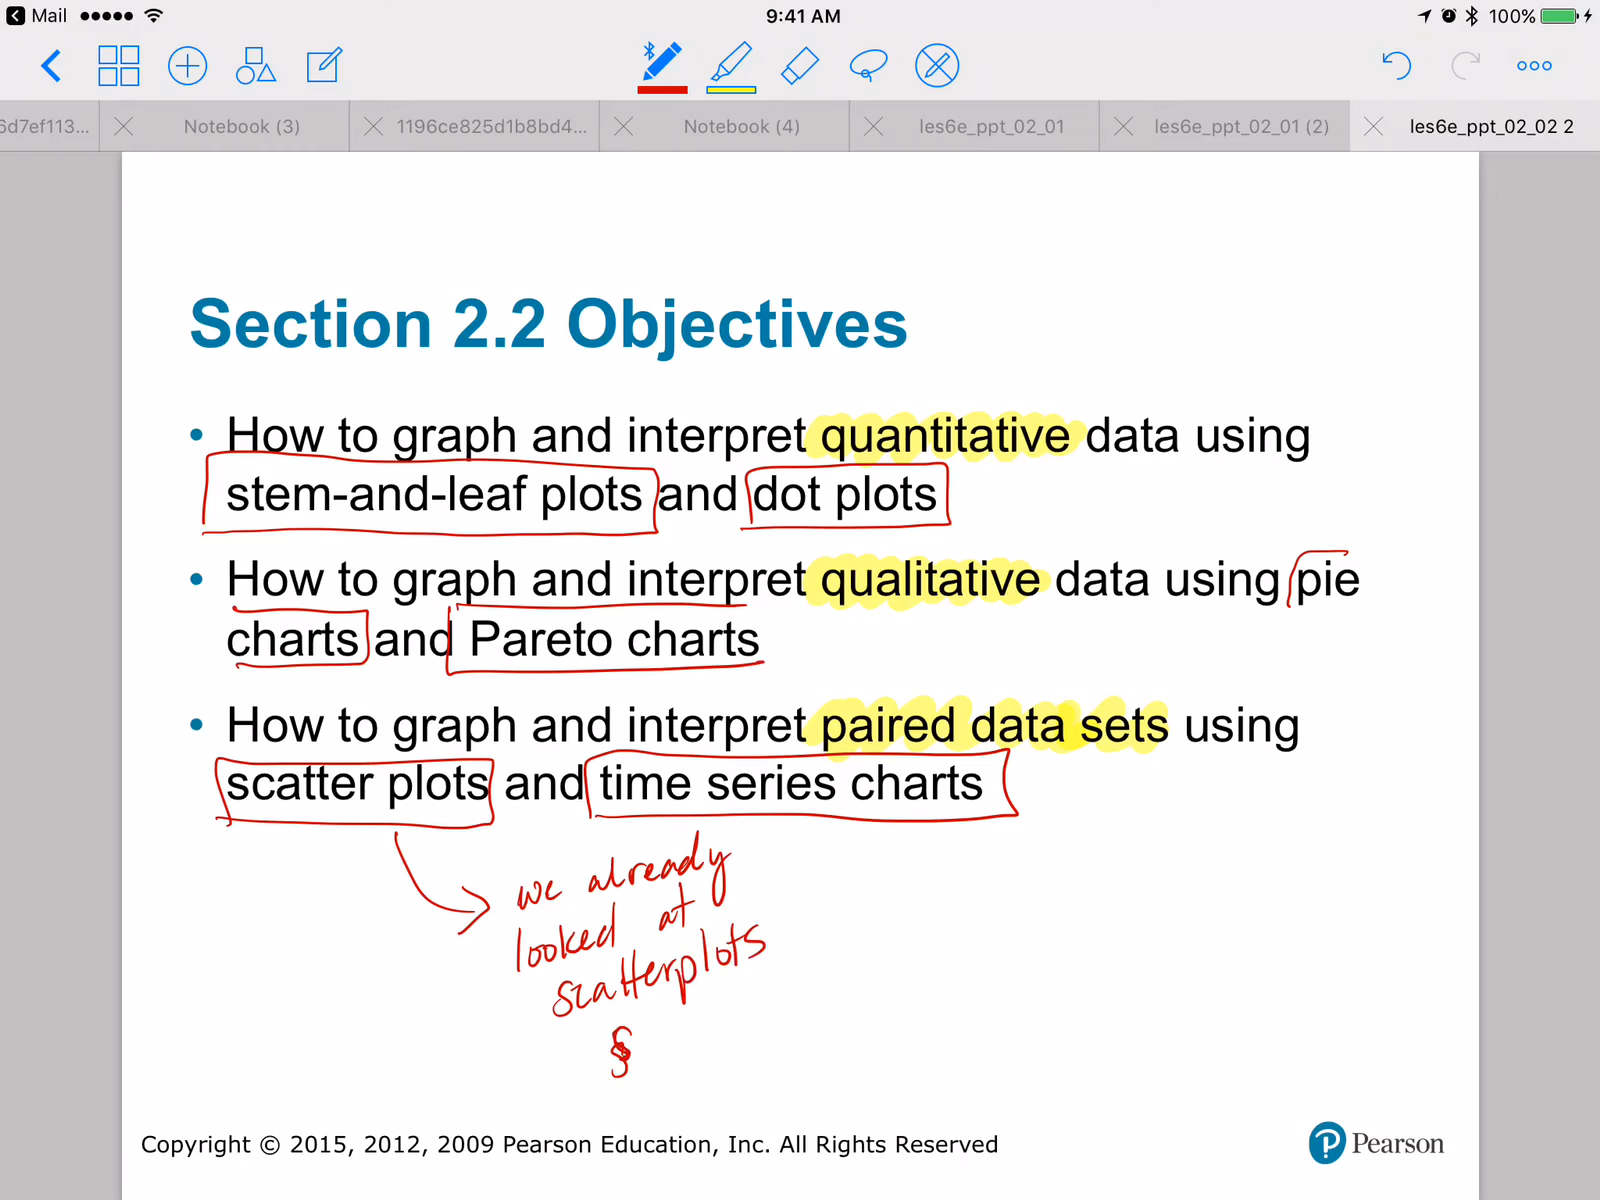 Mail
9:41 AM
100%
6d7ef113...
Notebook (3)
1196ce825d1b8bd4...
Notebook (4)
les6e_ppt_02_01
les6e_ppt_02_01 (2)
les6e_ppt_02_02 2
Section 2.2 Objectives
• How to graph and interpret quantitative data using
stem-and-leaf plots and dot plots
• How to graph and interpret qualitative data using pie
charts and Pareto charts
• How to graph and interpret paired data sets using
scatter plots and time series charts
we already
looked at
scatterplots
§
Copyright © 2015, 2012, 2009 Pearson Education, Inc. All Rights Reserved
Pearson